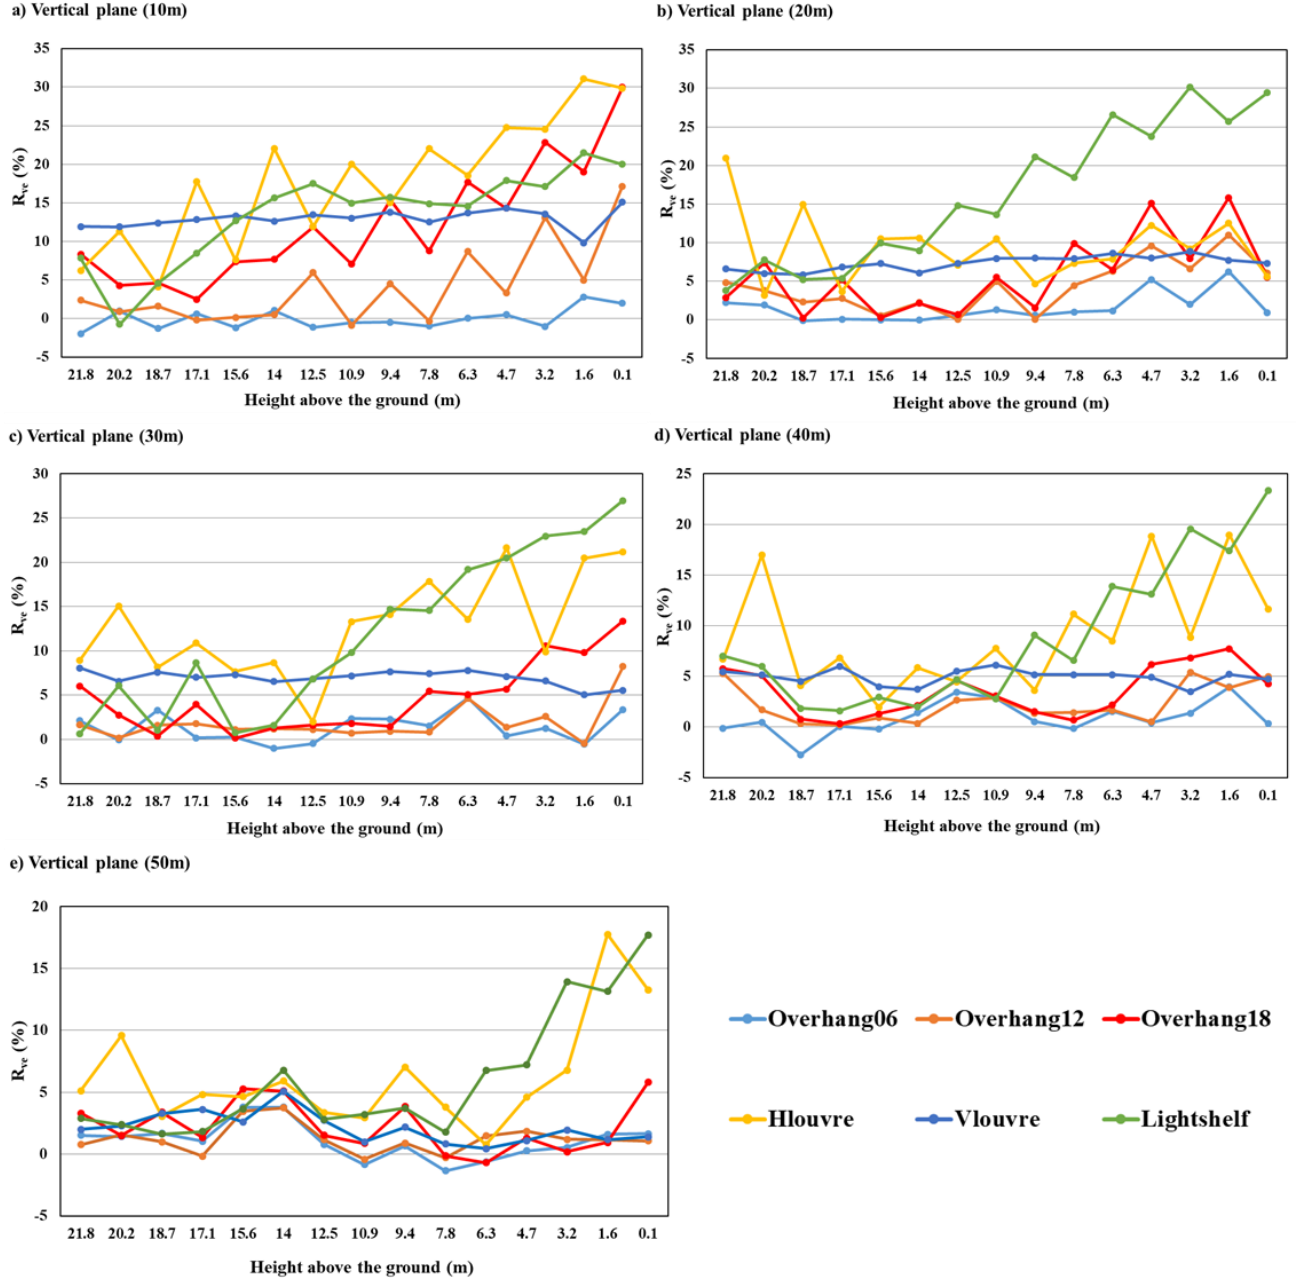 a) Vertical plane (10m)
35
30
25
20
15
10
5
0
-5
Rve (%)
21.8 20.2 18.7 17.1 15.6 14 12.5 10.9 9.4 7.8 6.3 4.7 3.2 1.6 0.1
Height above the ground (m)
b) Vertical plane (20m)
35
30
25
20
15
10
5
0
-5
Rve (%)
21.8 20.2 18.7 17.1 15.6 14 12.5 10.9 9.4 7.8 6.3 4.7 3.2 1.6 0.1
Height above the ground (m)
c) Vertical plane (30m)
30
25
20
15
10
5
0
-5
Rve (%)
21.8 20.2 18.7 17.1 15.6 14 12.5 10.9 9.4 7.8 6.3 4.7 3.2 1.6 0.1
Height above the ground (m)
d) Vertical plane (40m)
25
20
15
10
5
0
-5
Rve (%)
21.8 20.2 18.7 17.1 15.6 14 12.5 10.9 9.4 7.8 6.3 4.7 3.2 1.6 0.1
Height above the ground (m)
e) Vertical plane (50m)
20
15
10
5
0
-5
Rve (%)
21.8 20.2 18.7 17.1 15.6 14 12.5 10.9 9.4 7.8 6.3 4.7 3.2 1.6 0.1
Height above the ground (m)
Overhang06 Overhang12 Overhang18
Hlouvre Vlouvre Lightshelf